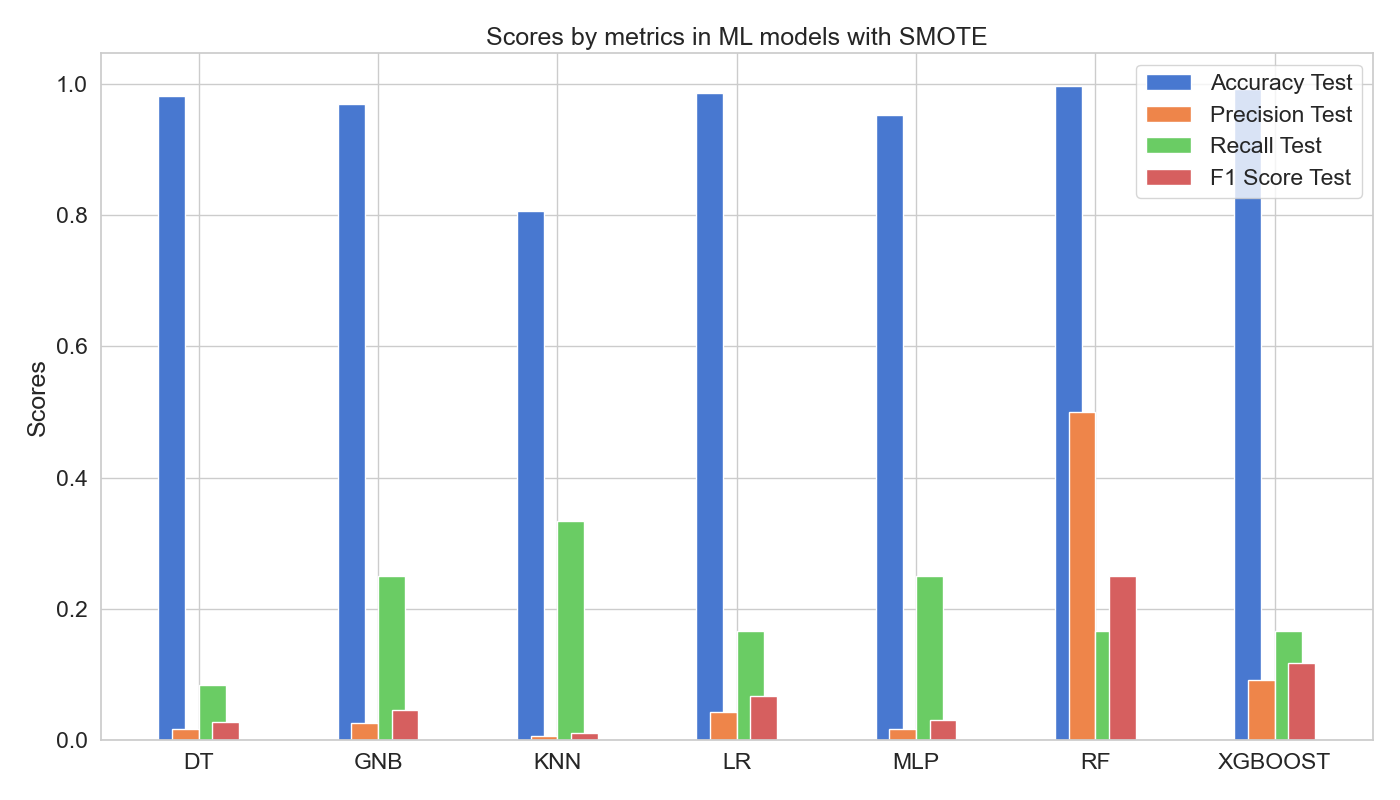 Scores by metrics in ML models with SMOTE
Accuracy Test
Precision Test
Recall Test
F1 Score Test
Scores
1.0
0.8
0.6
0.4
0.2
0.0
DT GNB KNN LR MLP RF XGBOOST